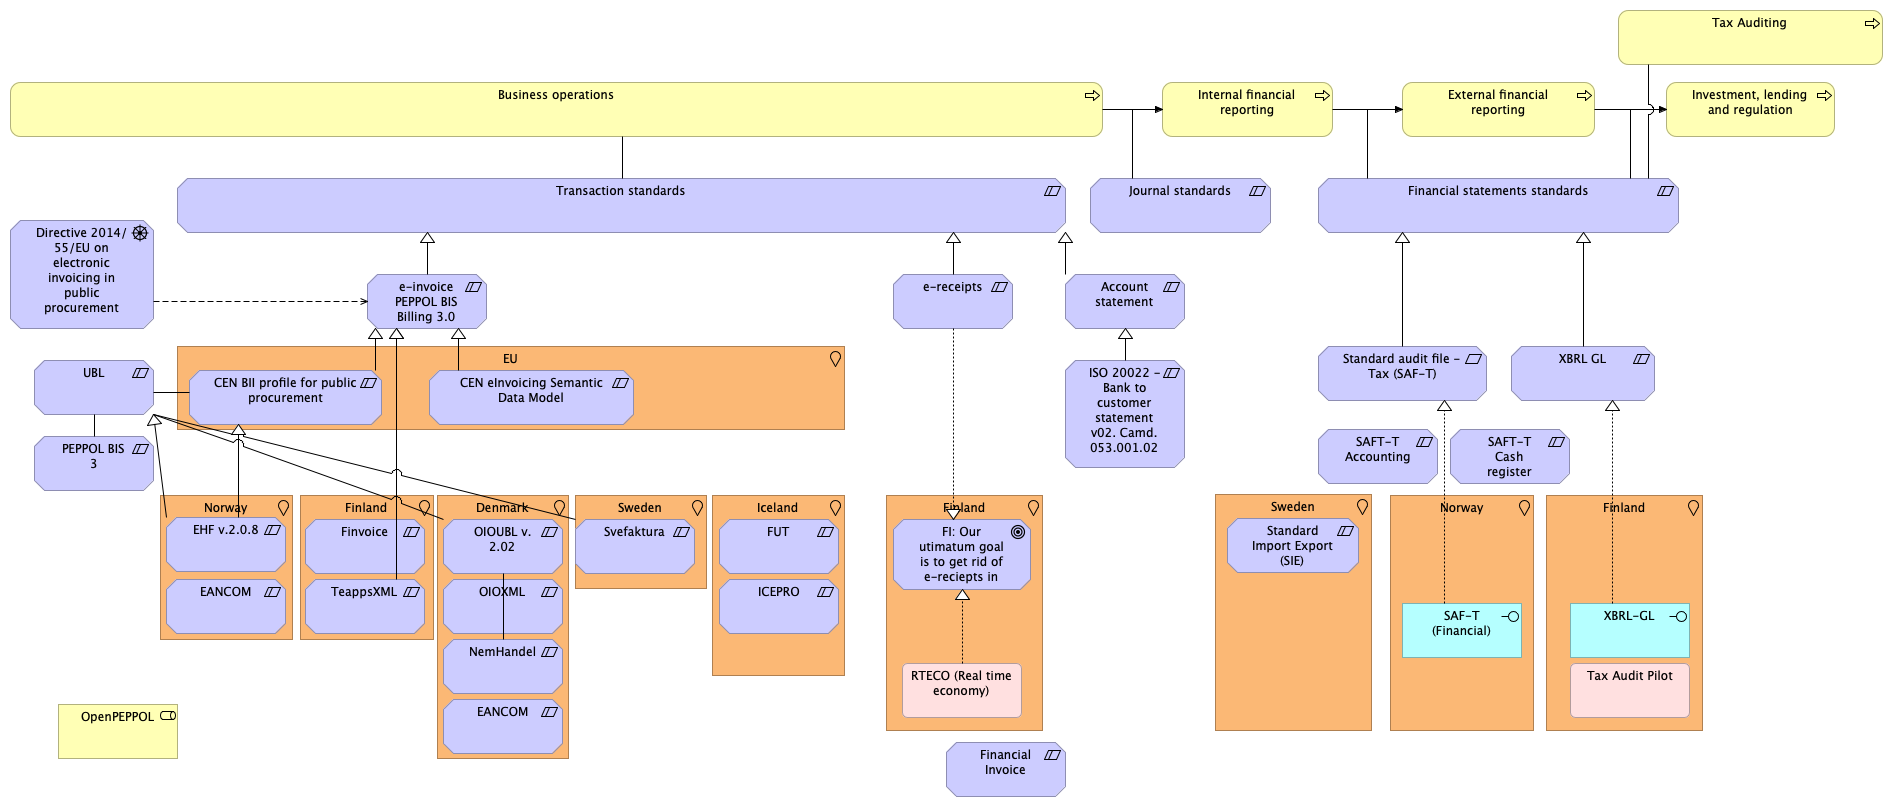 Tax Auditing
Business operations
Internal financial
reporting
External financial
reporting
Investment, lending
and regulation
Transaction standards
Journal standards
Financial statements standards
Directive 2014/
55/EU on
electronic
invoicing in
public
procurement
e-invoice
PEPPOL BIS
Billing 3.0
e-receipts
Account
statement
EU
UBL
CEN BII profile for public
procurement
CEN eInvoicing Semantic
Data Model
ISO 20022 -
Bank to
customer
statement
v02. Camd.
053.001.02
Standard audit file -
Tax (SAF-T)
XBRL GL
PEPPOL BIS
3
SAFT-T
Accounting
SAFT-T
Cash
register
Norway
EHF v.2.0.8
EANCOM
Finland
Finvoice
TeappsXML
Denmark
OIOUBL v.
2.02
OIOXML
NemHandel
EANCOM
Sweden
Svefaktura
Iceland
FUT
ICEPRO
Finland
FI: Our
utimatum goal
is to get rid of
e-reciepts in
RTECO (Real time
economy)
Sweden
Standard
Import Export
(SIE)
Norway
SAF-T
(Financial)
Finland
XBRL-GL
Tax Audit Pilot
OpenPEPPOL
Financial
Invoice